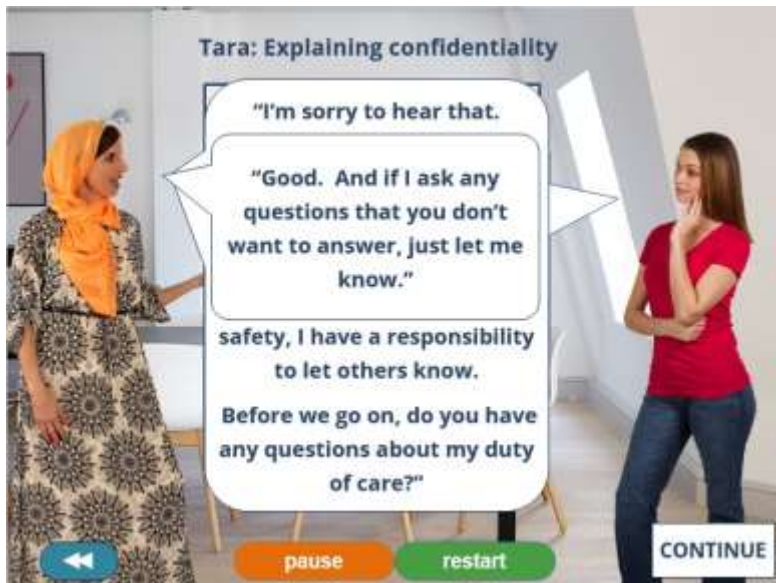 Tara: Explaining confidentiality
“I’m sorry to hear that.
“Good. And if I ask any
questions that you don’t
want to answer, just let me
know.”
safety, I have a responsibility
to let others know.
Before we go on, do you have
any questions about my duty
of care?”
pause
restart
CONTINUE